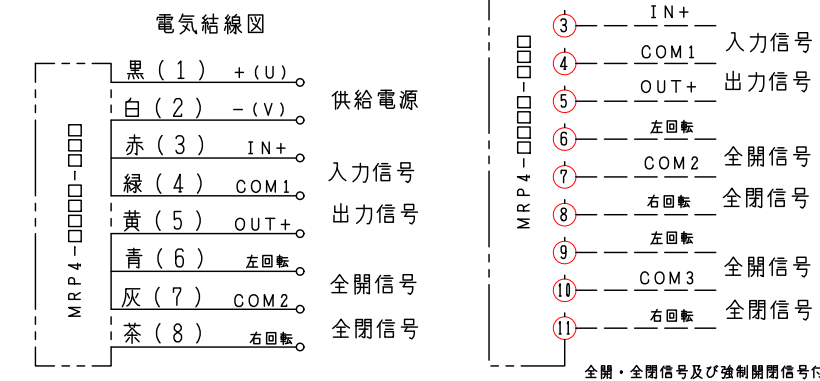 電気結線図
MRP4-□□□□-□□
黒(1) +(U)
白(2) -(V)
供給電源
赤(3) IN+
緑(4) COM1
入力信号
黄(5) OUT+
出力信号
青(6) 左回転
灰(7) COM2
全開信号
茶(8) 右回転
全閉信号
MRP4-□□□□-□□
③ IN+
④ COM1
入力信号
⑤ OUT+
出力信号
⑥ 左回転
⑦ COM2
全開信号
⑧ 右回転
全閉信号
⑨ 左回転
⑩ COM3
全開信号
⑪ 右回転
全閉信号
全開・全閉信号及び強制開閉信号付